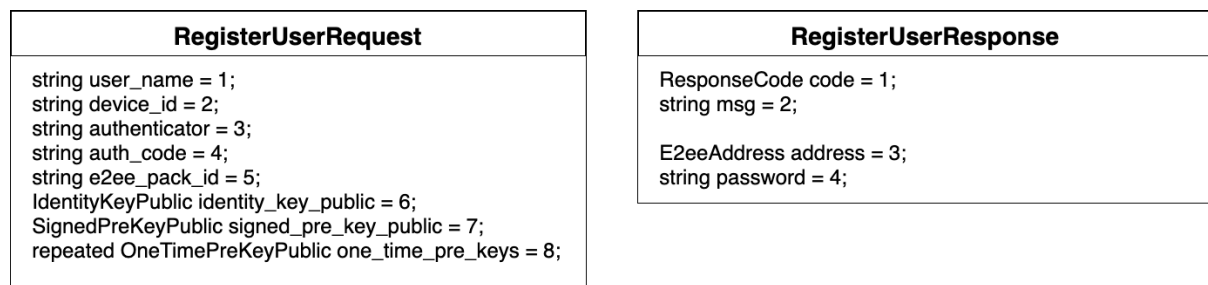 RegisterUserRequest
string user_name = 1;
string device_id = 2;
string authenticator = 3;
string auth_code = 4;
string e2ee_pack_id = 5;
IdentityKeyPublic identity_key_public = 6;
SignedPreKeyPublic signed_pre_key_public = 7;
repeated OneTimePreKeyPublic one_time_pre_keys = 8;
RegisterUserResponse
ResponseCode code = 1;
string msg = 2;
E2eeAddress address = 3;
string password = 4;